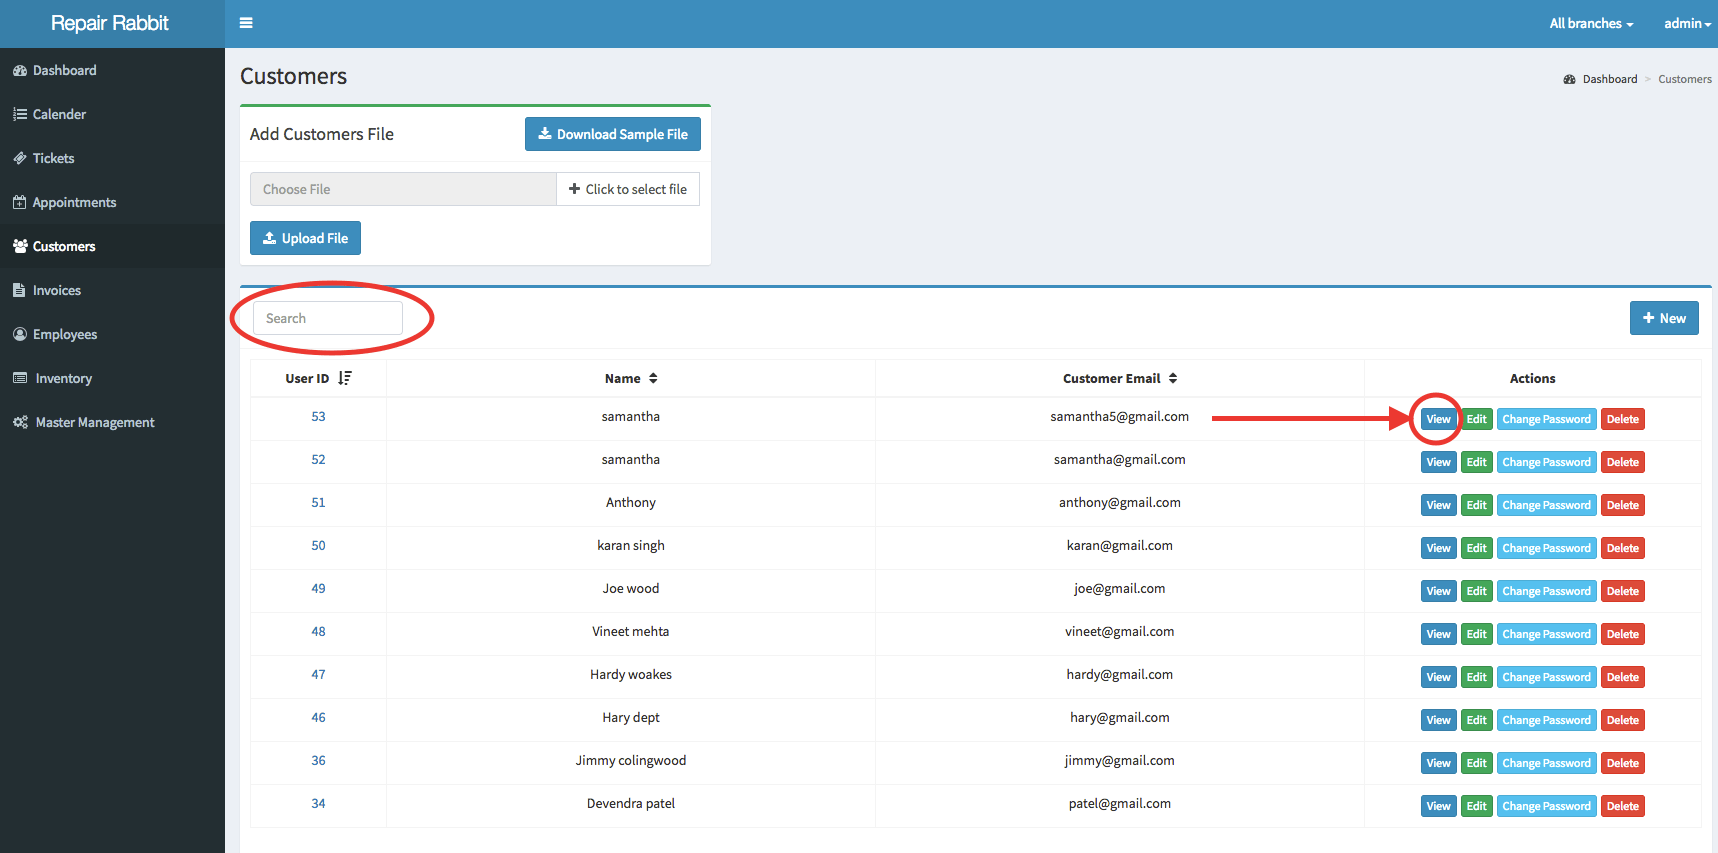 Repair Rabbit
All branches
admin
Dashboard
Calender
Tickets
Appointments
Customers
Invoices
Employees
Inventory
Master Management
Customers
Dashboard > Customers
Add Customers File
Download Sample File
Choose File
Click to select file
Upload File
Search
New
User ID Name Customer Email Actions
53 samantha samantha5@gmail.com View Edit Change Password Delete
52 samantha samantha@gmail.com View Edit Change Password Delete
51 Anthony anthony@gmail.com View Edit Change Password Delete
50 karan singh karan@gmail.com View Edit Change Password Delete
49 Joe wood joe@gmail.com View Edit Change Password Delete
48 Vineet mehta vineet@gmail.com View Edit Change Password Delete
47 Hardy woakes hardy@gmail.com View Edit Change Password Delete
46 Hary dept hary@gmail.com View Edit Change Password Delete
36 Jimmy colingwood jimmy@gmail.com View Edit Change Password Delete
34 Devendra patel patel@gmail.com View Edit Change Password Delete